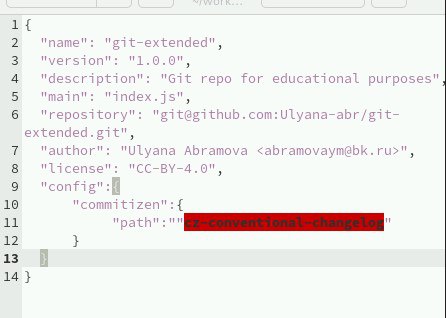 ~/work...
1 {
2 "name": "git-extended",
3 "version": "1.0.0",
4 "description": "Git repo for educational purposes",
5 "main": "index.js",
6 "repository": "git@github.com:Ulyana-abr/git-
extended.git",
7 "author": "Ulyana Abramova <abramovaym@bk.ru>",
8 "license": "CC-BY-4.0",
9 "config":{
10 "commitizen":{
11 "path":""cz-conventional-changelog"
12 }
13 }
14 }